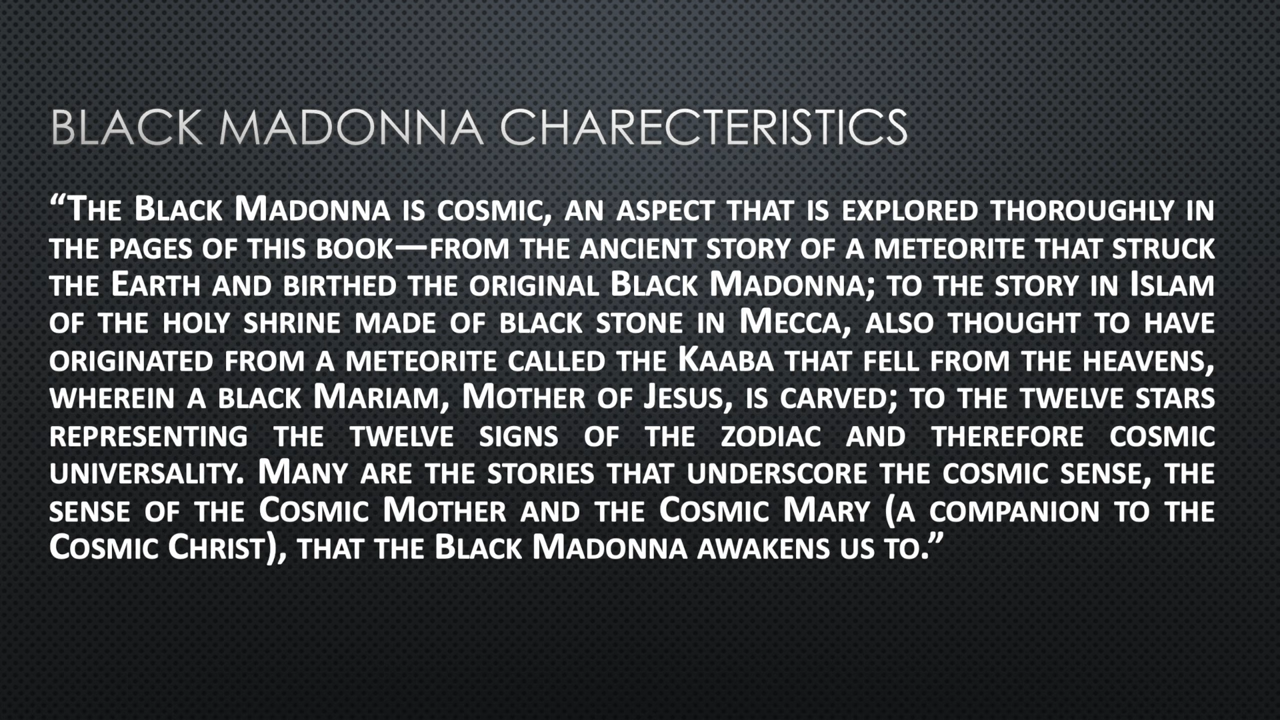 BLACK MADONNA CHARECTERISTICS
“THE BLACK MADONNA IS COSMIC, AN ASPECT THAT IS EXPLORED THOROUGHLY IN
THE PAGES OF THIS BOOK—FROM THE ANCIENT STORY OF A METEORITE THAT STRUCK
THE EARTH AND BIRTHED THE ORIGINAL BLACK MADONNA; TO THE STORY IN ISLAM
OF THE HOLY SHRINE MADE OF BLACK STONE IN MECCA, ALSO THOUGHT TO HAVE
ORIGINATED FROM A METEORITE CALLED THE KAABA THAT FELL FROM THE HEAVENS,
WHEREIN A BLACK MARIAM, MOTHER OF JESUS, IS CARVED; TO THE TWELVE STARS
REPRESENTING THE TWELVE SIGNS OF THE ZODIAC AND THEREFORE COSMIC
UNIVERSALITY. MANY ARE THE STORIES THAT UNDERSCORE THE COSMIC SENSE, THE
SENSE OF THE COSMIC MOTHER AND THE COSMIC MARY (A COMPANION TO THE
COSMIC CHRIST), THAT THE BLACK MADONNA AWAKENS US TO.”